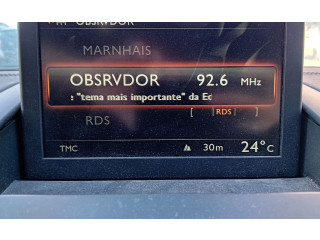 OBSRVDOR
MARNHAIS
OBSRVDOR 92.6 MHz
"tema mais importante" da Ec
[ |RDS| ]
RDS
TMC 30m 24°C